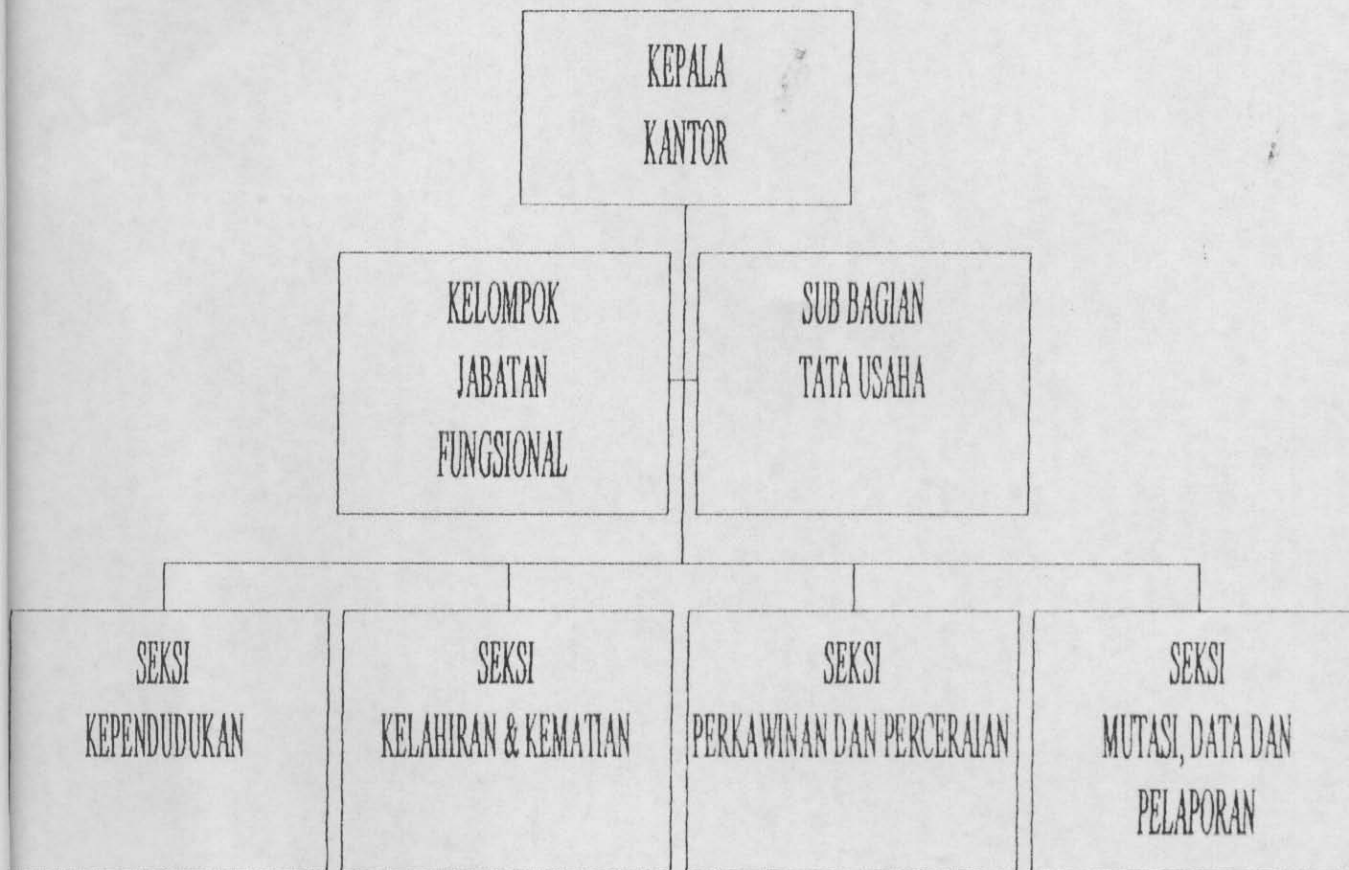 KEPALA
KANTOR
KELOMPOK
JABATAN
FUNGSIONAL
SUB BAGIAN
TATA USAHA
SEKSI
KEPENDUDUKAN
SEKSI
KELAHIRAN & KEMATIAN
SEKSI
PERKAWINAN DAN PERCERAIAN
SEKSI
MUTASI, DATA DAN
PELAPORAN